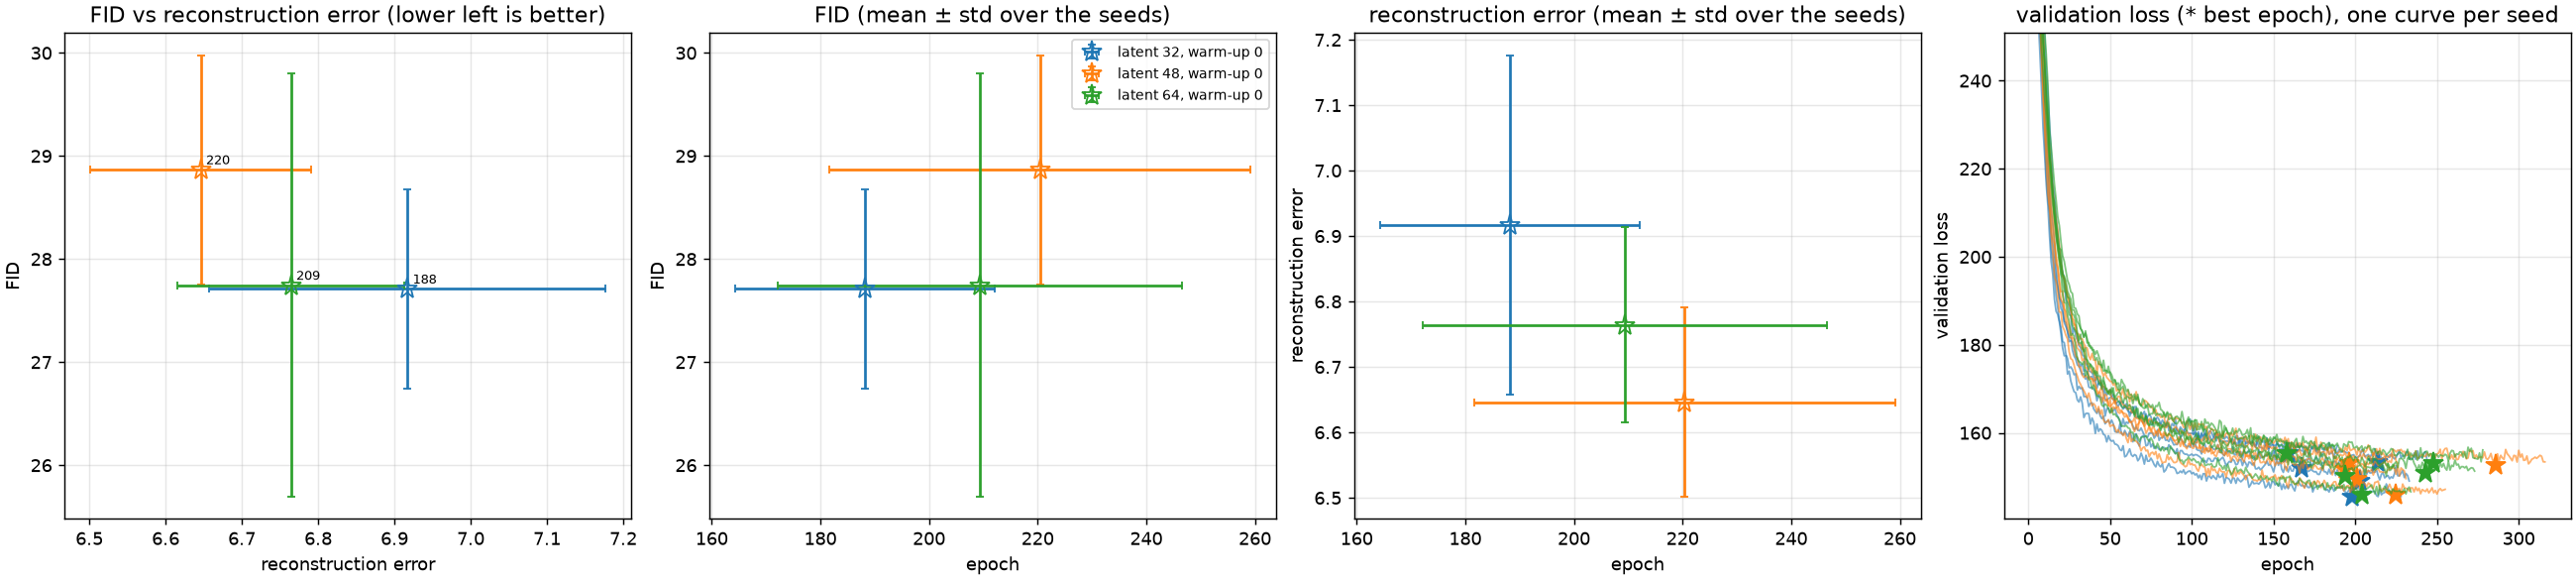 FID vs reconstruction error (lower left is better)
30
29
28
27
26
FID
220
209
188
6.5 6.6 6.7 6.8 6.9 7.0 7.1 7.2
reconstruction error
FID (mean ± std over the seeds)
30
29
28
27
26
FID
latent 32, warm-up 0
latent 48, warm-up 0
latent 64, warm-up 0
160 180 200 220 240 260
epoch
reconstruction error (mean ± std over the seeds)
7.2
7.1
7.0
6.9
6.8
6.7
6.6
6.5
reconstruction error
160 180 200 220 240 260
epoch
validation loss (* best epoch), one curve per seed
240
220
200
180
160
validation loss
0 50 100 150 200 250 300
epoch